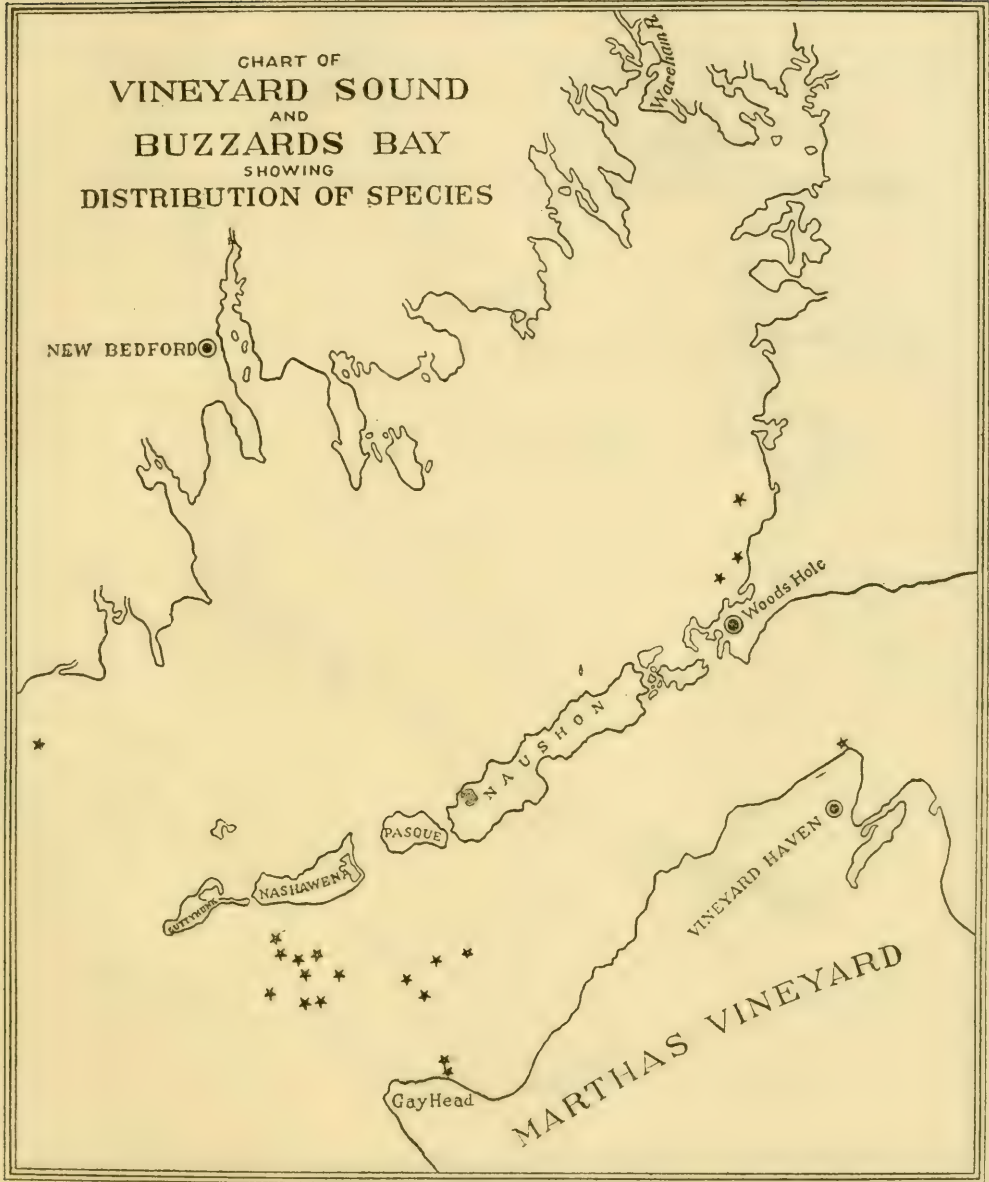 CHART OF
VINEYARD SOUND
AND
BUZZARDS BAY
SHOWING
DISTRIBUTION OF SPECIES
Wareham R
NEW BEDFORD
Woods Hole
NAUSHON
PASQUE
NASHAWENA
CUTTYHUNK
VINEYARD HAVEN
MARTHAS VINEYARD
Gay Head